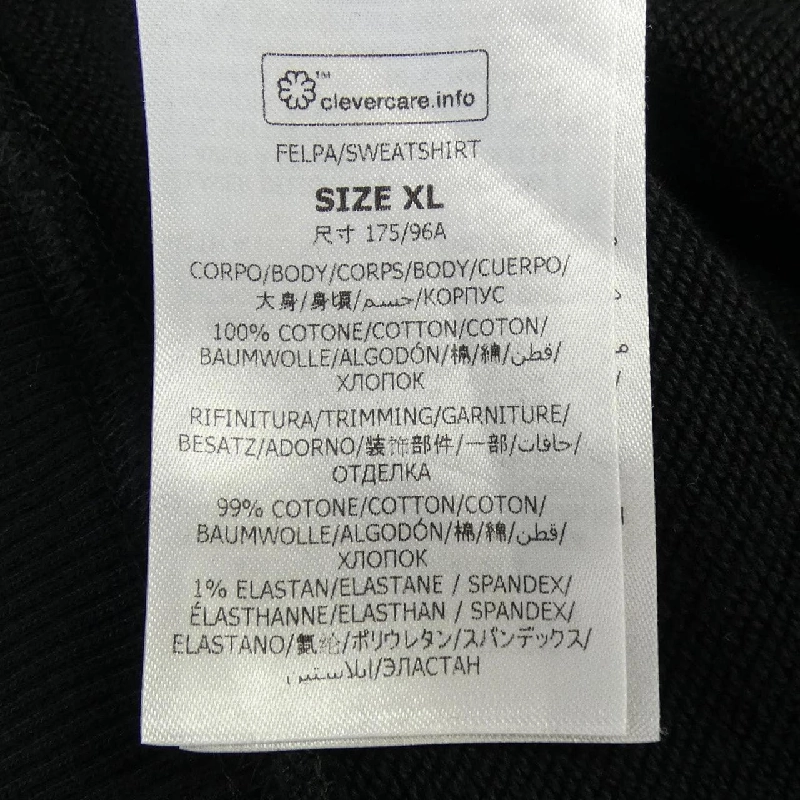 clevercare.info
FELPA/SWEATSHIRT
SIZE XL
尺寸 175/96A
CORPO/BODY/CORPS/BODY/CUERPO/
大身/身頃/جسم/КОРПУС
100% COTONE/COTTON/COTON/
BAUMWOLLE/ALGODÓN/棉/綿/قطن/
ХЛОПОК
RIFINITURA/TRIMMING/GARNITURE/
BESATZ/ADORNO/装饰部件/一部/حافات/
ОТДЕЛКА
99% COTONE/COTTON/COTON/
BAUMWOLLE/ALGODÓN/棉/綿/قطن/
ХЛОПОК
1% ELASTAN/ELASTANE / SPANDEX/
ÉLASTHANNE/ELASTHAN / SPANDEX/
ELASTANO/氨纶/ポリウレタン/スパンデックス/
ايلاستين/ЭЛАСТАН